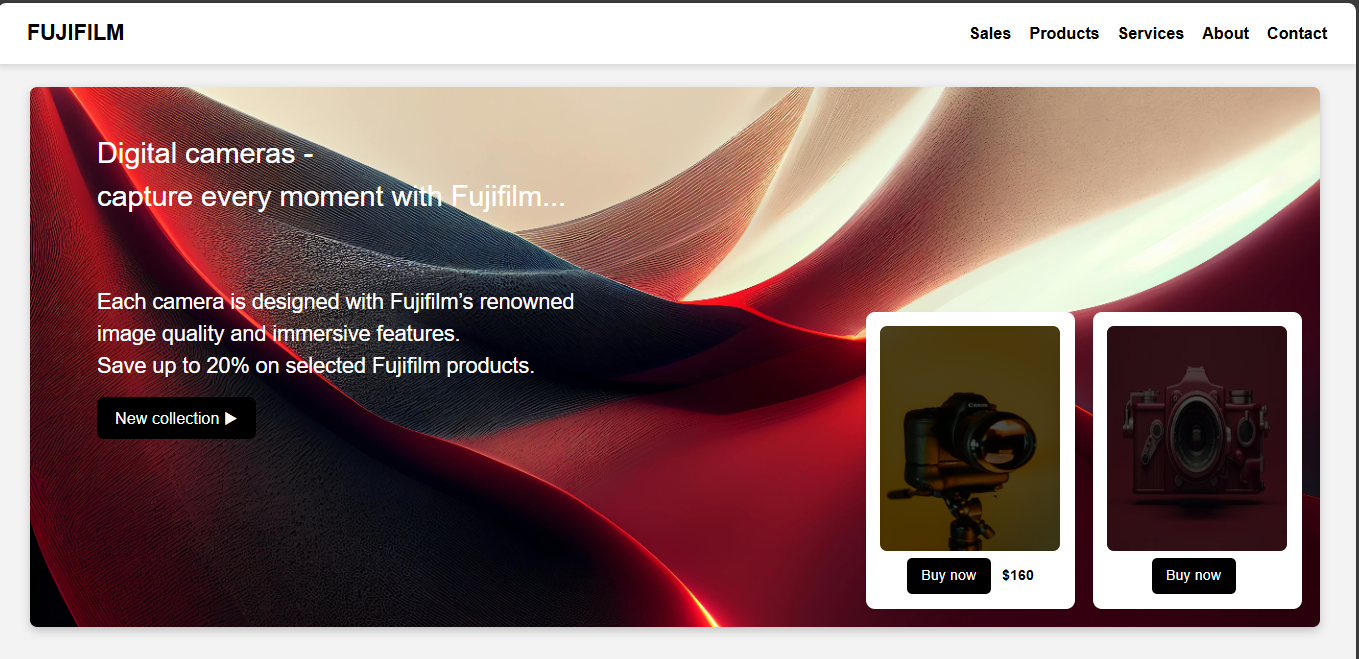 FUJIFILM
Sales Products Services About Contact
Digital cameras -
capture every moment with Fujifilm...
Each camera is designed with Fujifilm’s renowned
image quality and immersive features.
Save up to 20% on selected Fujifilm products.
New collection ▶
Canon
Buy now $160
Buy now